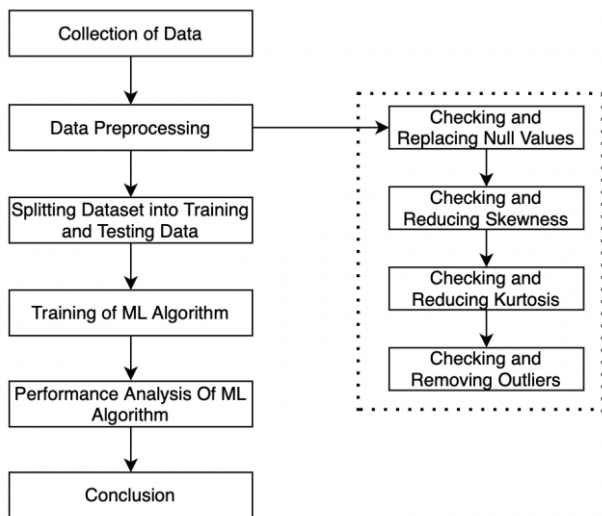 Collection of Data
Data Preprocessing
Splitting Dataset into Training
and Testing Data
Training of ML Algorithm
Performance Analysis Of ML
Algorithm
Conclusion
Checking and
Replacing Null Values
Checking and
Reducing Skewness
Checking and
Reducing Kurtosis
Checking and
Removing Outliers